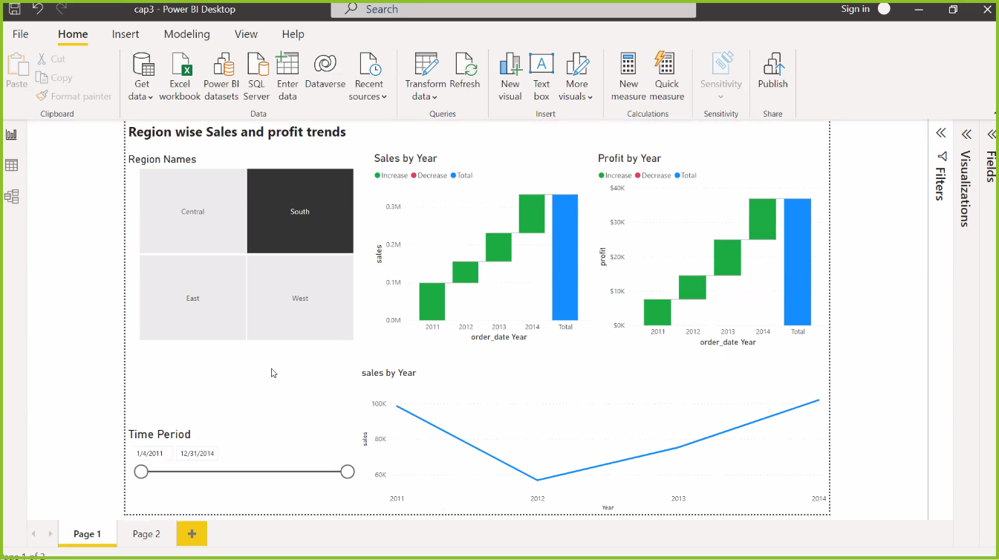 cap3 - Power BI Desktop
Search
Sign in
File Home Insert Modeling View Help
Paste
Cut
Copy
Format painter
Clipboard
Get data
Excel workbook
Power BI datasets
SQL Server
Enter data
Dataverse
Recent sources
Data
Transform data
Refresh
Queries
New visual
Text box
More visuals
Insert
New measure
Quick measure
Calculations
Sensitivity
Sensitivity
Publish
Share
Region wise Sales and profit trends
Region Names
Central
South
East
West
Sales by Year
Increase Decrease Total
0.3M
0.2M
0.1M
0.0M
sales
2011 2012 2013 2014 Total
order_date Year
Profit by Year
Increase Decrease Total
$40K
$30K
$20K
$10K
$0K
profit
2011 2012 2013 2014 Total
order_date Year
Filters
Visualizations
Fields
Time Period
1/4/2011 12/31/2014
sales by Year
100K
80K
60K
sales
2011 2012 2013 2014
Year
Page 1 Page 2 +